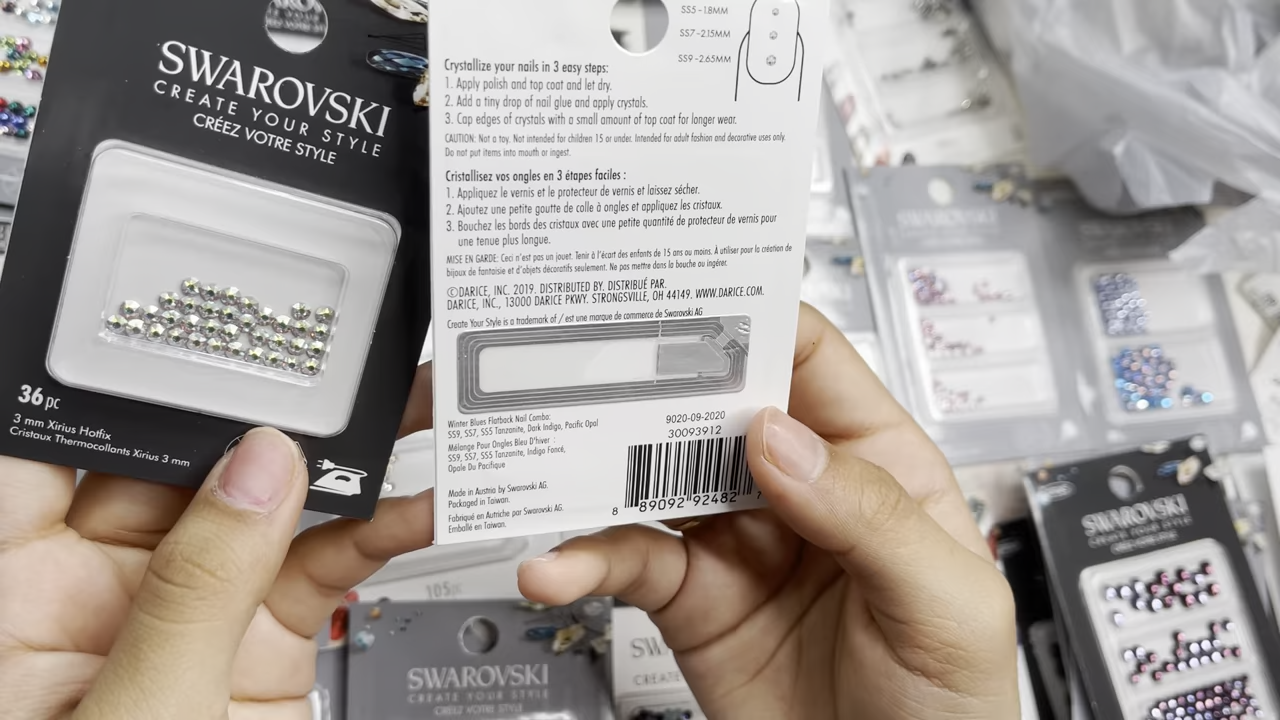 SWAROVSKI
CREATE YOUR STYLE
CRÉEZ VOTRE STYLE
36 pc
3 mm Xirius Hotfix
Cristaux Thermocollants Xirius 3 mm
SS5 - 1.8MM
SS7 - 2.15MM
SS9 - 2.65MM
Crystallize your nails in 3 easy steps:
1. Apply polish and top coat and let dry.
2. Add a tiny drop of nail glue and apply crystals.
3. Cap edges of crystals with a small amount of top coat for longer wear.
CAUTION: Not a toy. Not intended for children 15 or under. Intended for adult fashion and decorative uses only.
Do not put items into mouth or ingest.
Cristallisez vos ongles en 3 étapes faciles :
1. Appliquez le vernis et le protecteur de vernis et laissez sécher.
2. Ajoutez une petite goutte de colle à ongles et appliquez les cristaux.
3. Bouchez les bords des cristaux avec une petite quantité de protecteur de vernis pour
une tenue plus longue.
MISE EN GARDE: Ceci n'est pas un jouet. Tenir à l'écart des enfants de 15 ans ou moins. À utiliser pour la création de
bijoux de fantaisie et d'objets décoratifs seulement. Ne pas mettre dans la bouche ou ingérer.
©DARICE, INC. 2019. DISTRIBUTED BY. DISTRIBUÉ PAR.
DARICE, INC., 13000 DARICE PKWY. STRONGSVILLE, OH 44149. WWW.DARICE.COM.
Create Your Style is a trademark of / est une marque de commerce de Swarovski AG
Winter Blues Flatback Nail Combo:
SS9, SS7, SS5 Tanzanite, Dark Indigo, Pacific Opal
Mélange Pour Ongles Bleu D'hiver :
SS9, SS7, SS5 Tanzanite, Indigo Foncé,
Opale Du Pacifique
Made in Austria by Swarovski AG.
Packaged in Taiwan.
Fabriqué en Autriche par Swarovski AG.
Emballé en Taiwan.
9020-09-2020
30093912
8 89092 92482 7
SWAROVSKI
SWAROVSKI
105pc
SWAROVSKI
CREATE YOUR STYLE
CRÉEZ VOTRE STYLE